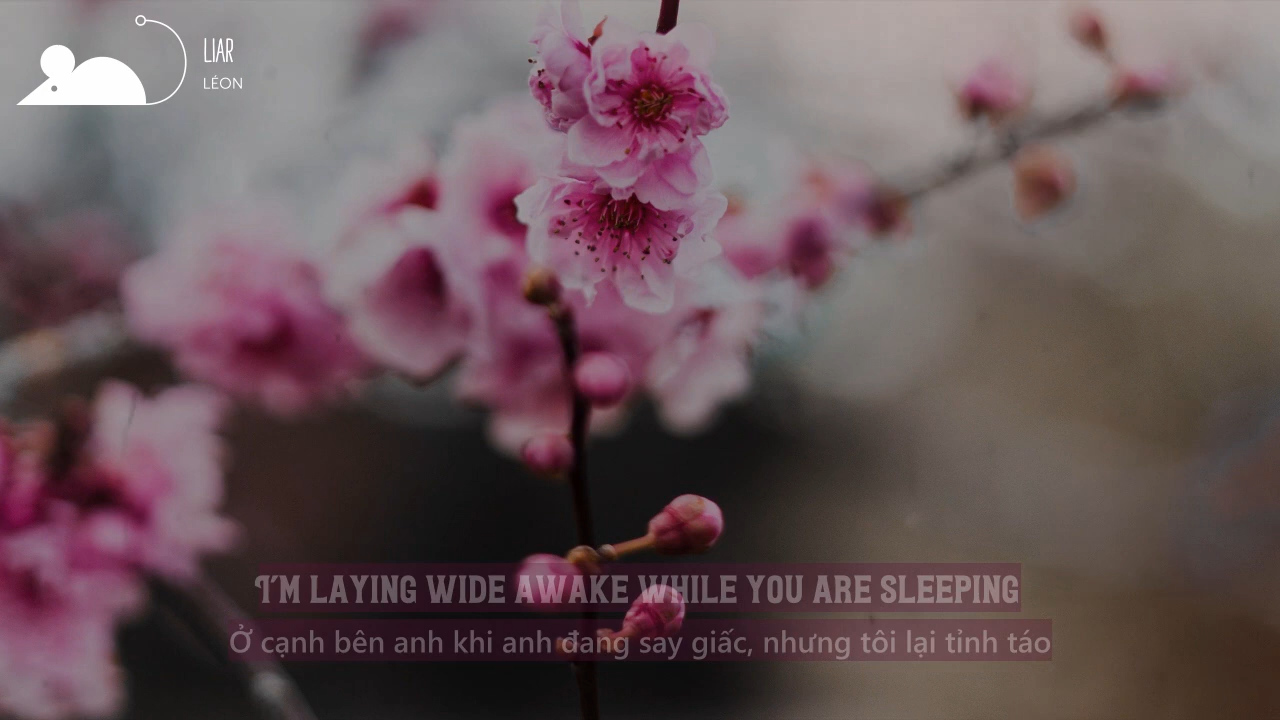 LIAR
LÉON
I'M LAYING WIDE AWAKE WHILE YOU ARE SLEEPING
Ở cạnh bên anh khi anh đang say giấc, nhưng tôi lại tỉnh táo